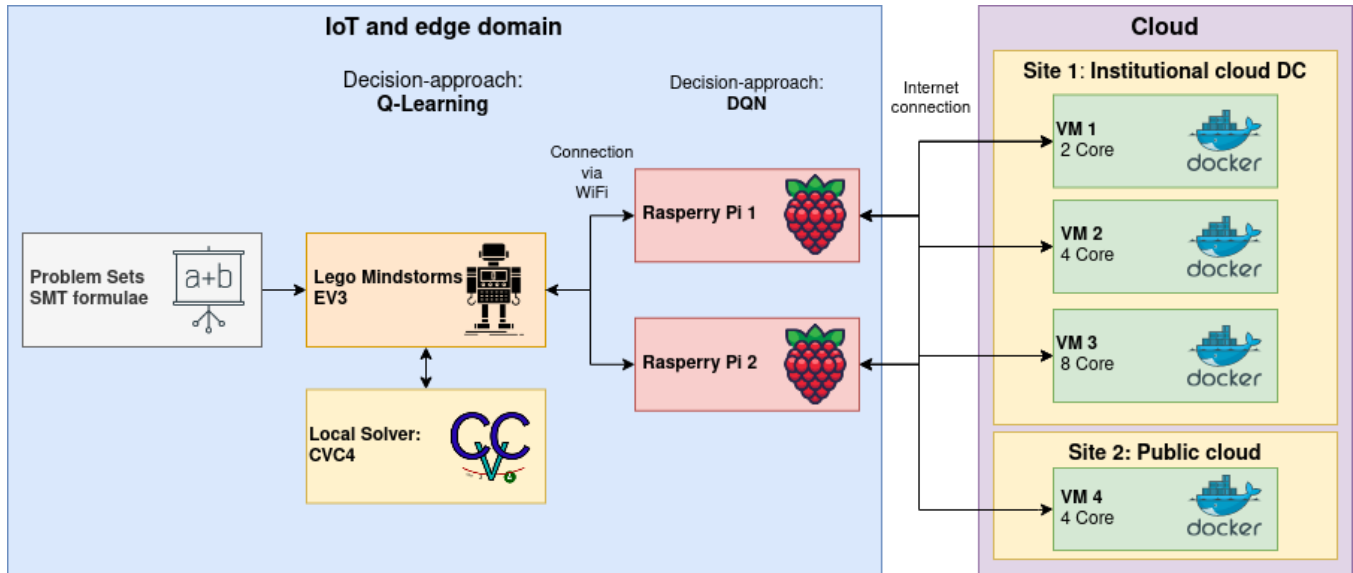 IoT and edge domain
Decision-approach:
Q-Learning
Decision-approach:
DQN
Internet
connection
Cloud
Site 1: Institutional cloud DC
VM 1
2 Core
docker
Connection
via
WiFi
Rasperry Pi 1
VM 2
4 Core
docker
Problem Sets
SMT formulae
a+b
Lego Mindstorms
EV3
Rasperry Pi 2
VM 3
8 Core
docker
Local Solver:
CVC4
CVC
4
Site 2: Public cloud
VM 4
4 Core
docker